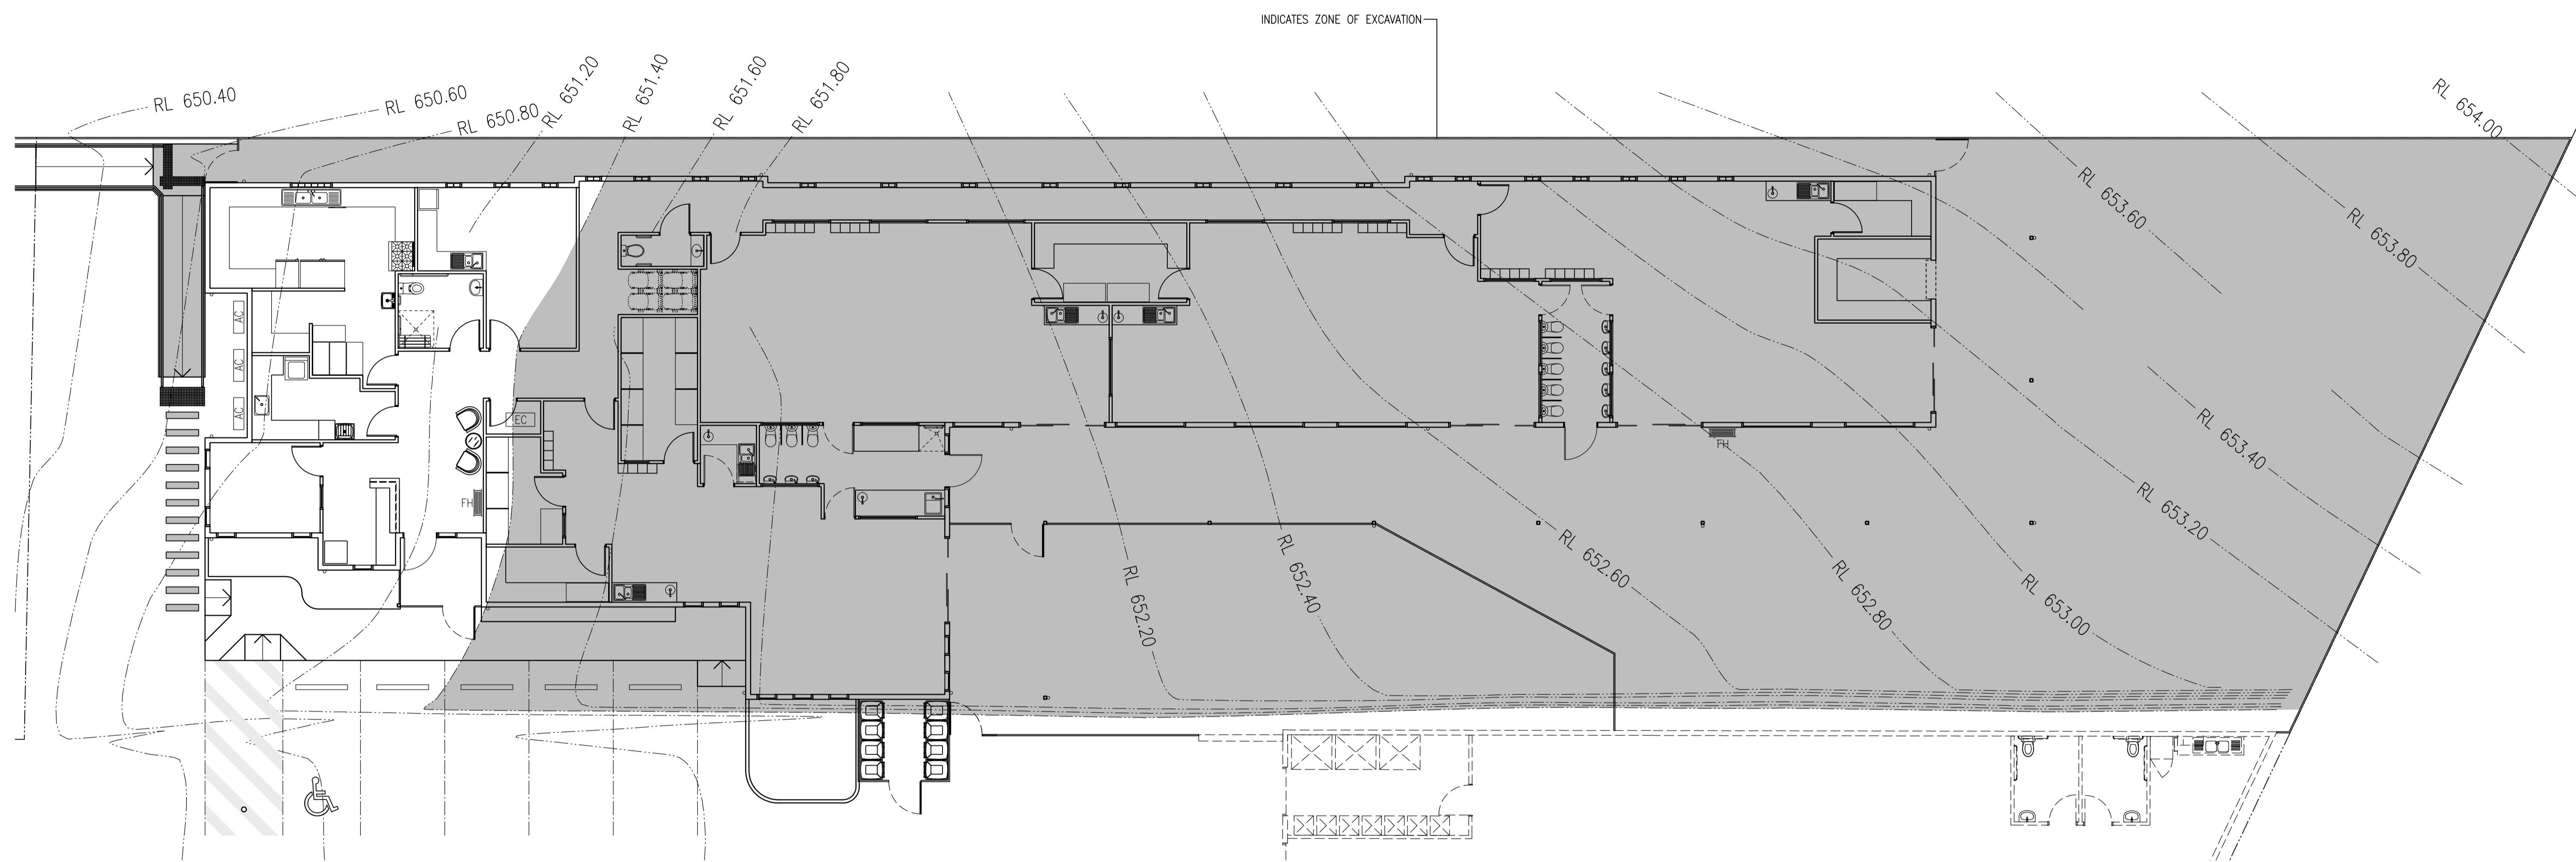 INDICATES ZONE OF EXCAVATION
RL 650.40
RL 650.60
RL 650.80
RL 651.20
RL 651.40
RL 651.60
RL 651.80
RL 654.00
RL 653.60
RL 653.80
AC
AC
AC
EC
FH
FH
RL 653.40
RL 653.20
RL 652.20
RL 652.40
RL 652.60
RL 652.80
RL 653.00